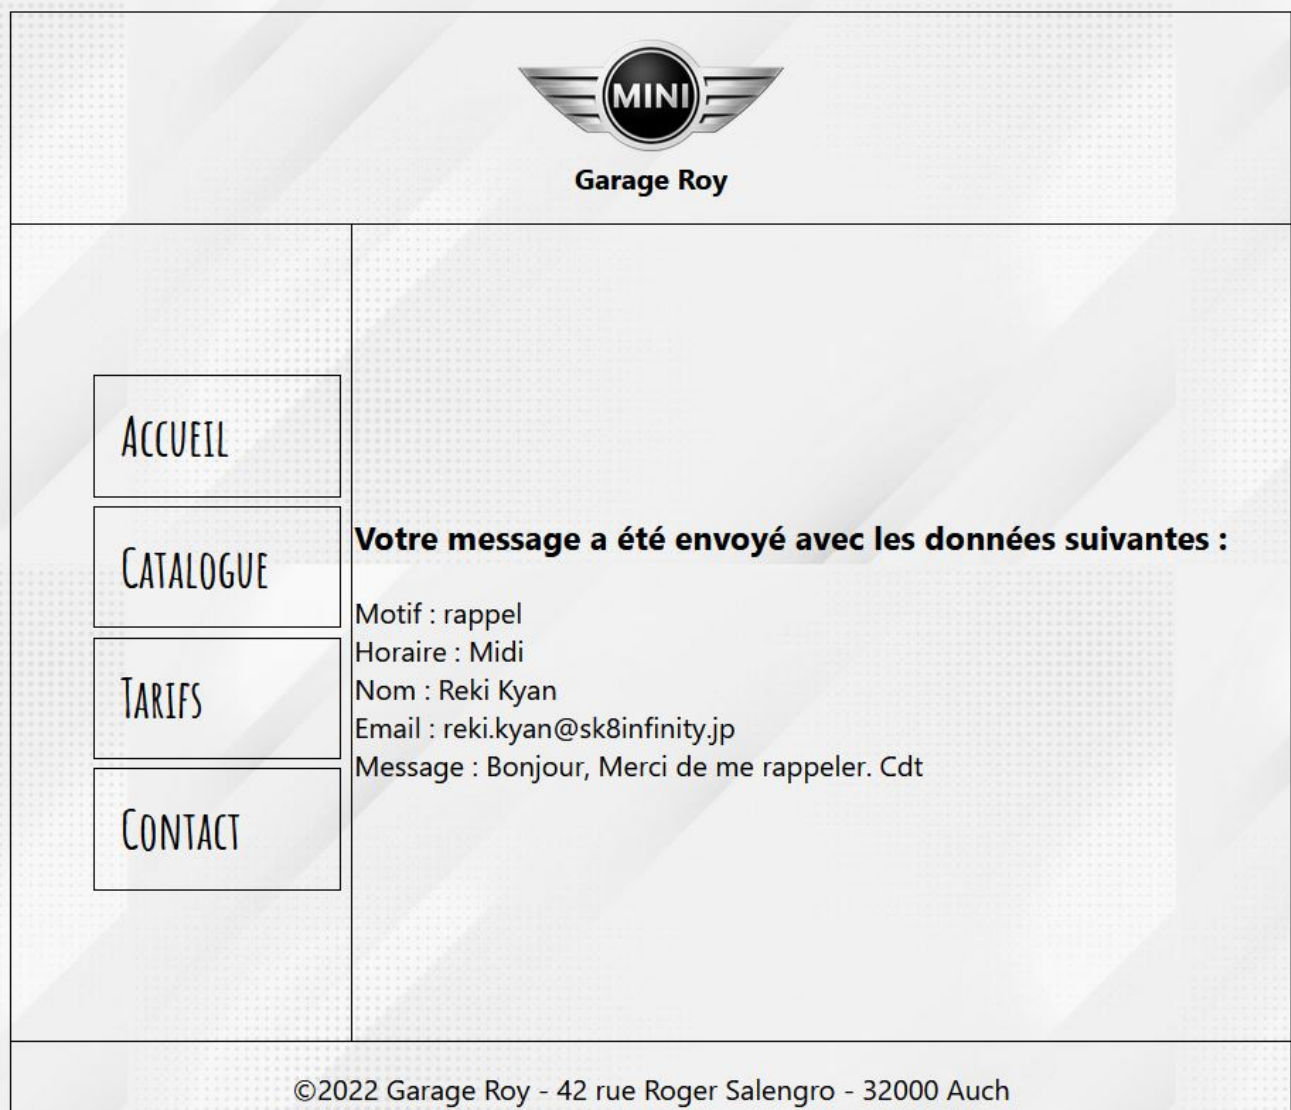 MINI
Garage Roy
Accueil
Catalogue
Tarifs
Contact
Votre message a été envoyé avec les données suivantes :
Motif : rappel
Horaire : Midi
Nom : Reki Kyan
Email : reki.kyan@sk8infinity.jp
Message : Bonjour, Merci de me rappeler. Cdt
©2022 Garage Roy - 42 rue Roger Salengro - 32000 Auch